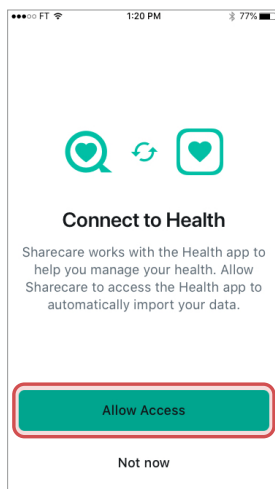 ●●●○○ FT 1:20 PM 77%
Connect to Health
Sharecare works with the Health app to
help you manage your health. Allow
Sharecare to access the Health app to
automatically import your data.
Allow Access
Not now